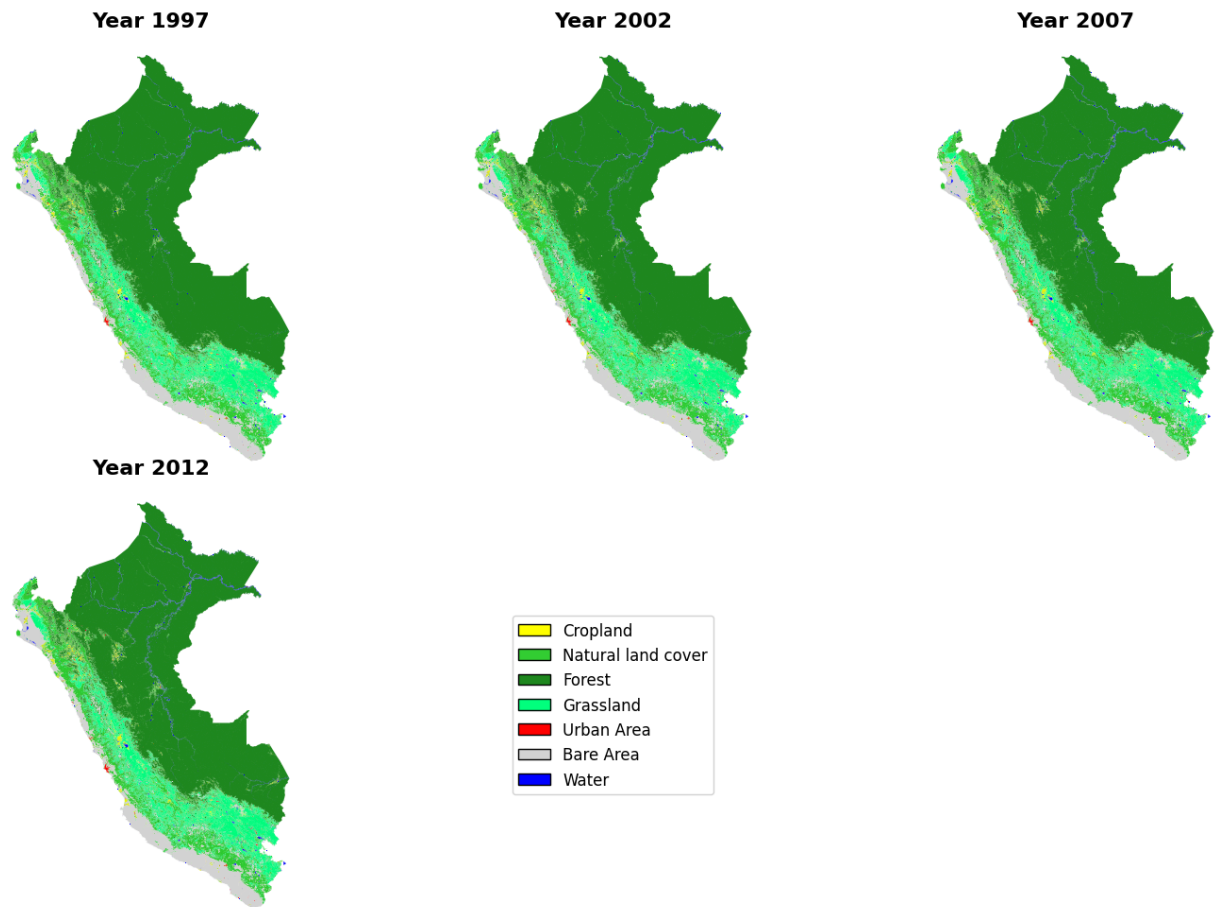 Year 1997
Year 2002
Year 2007
Year 2012
Cropland
Natural land cover
Forest
Grassland
Urban Area
Bare Area
Water